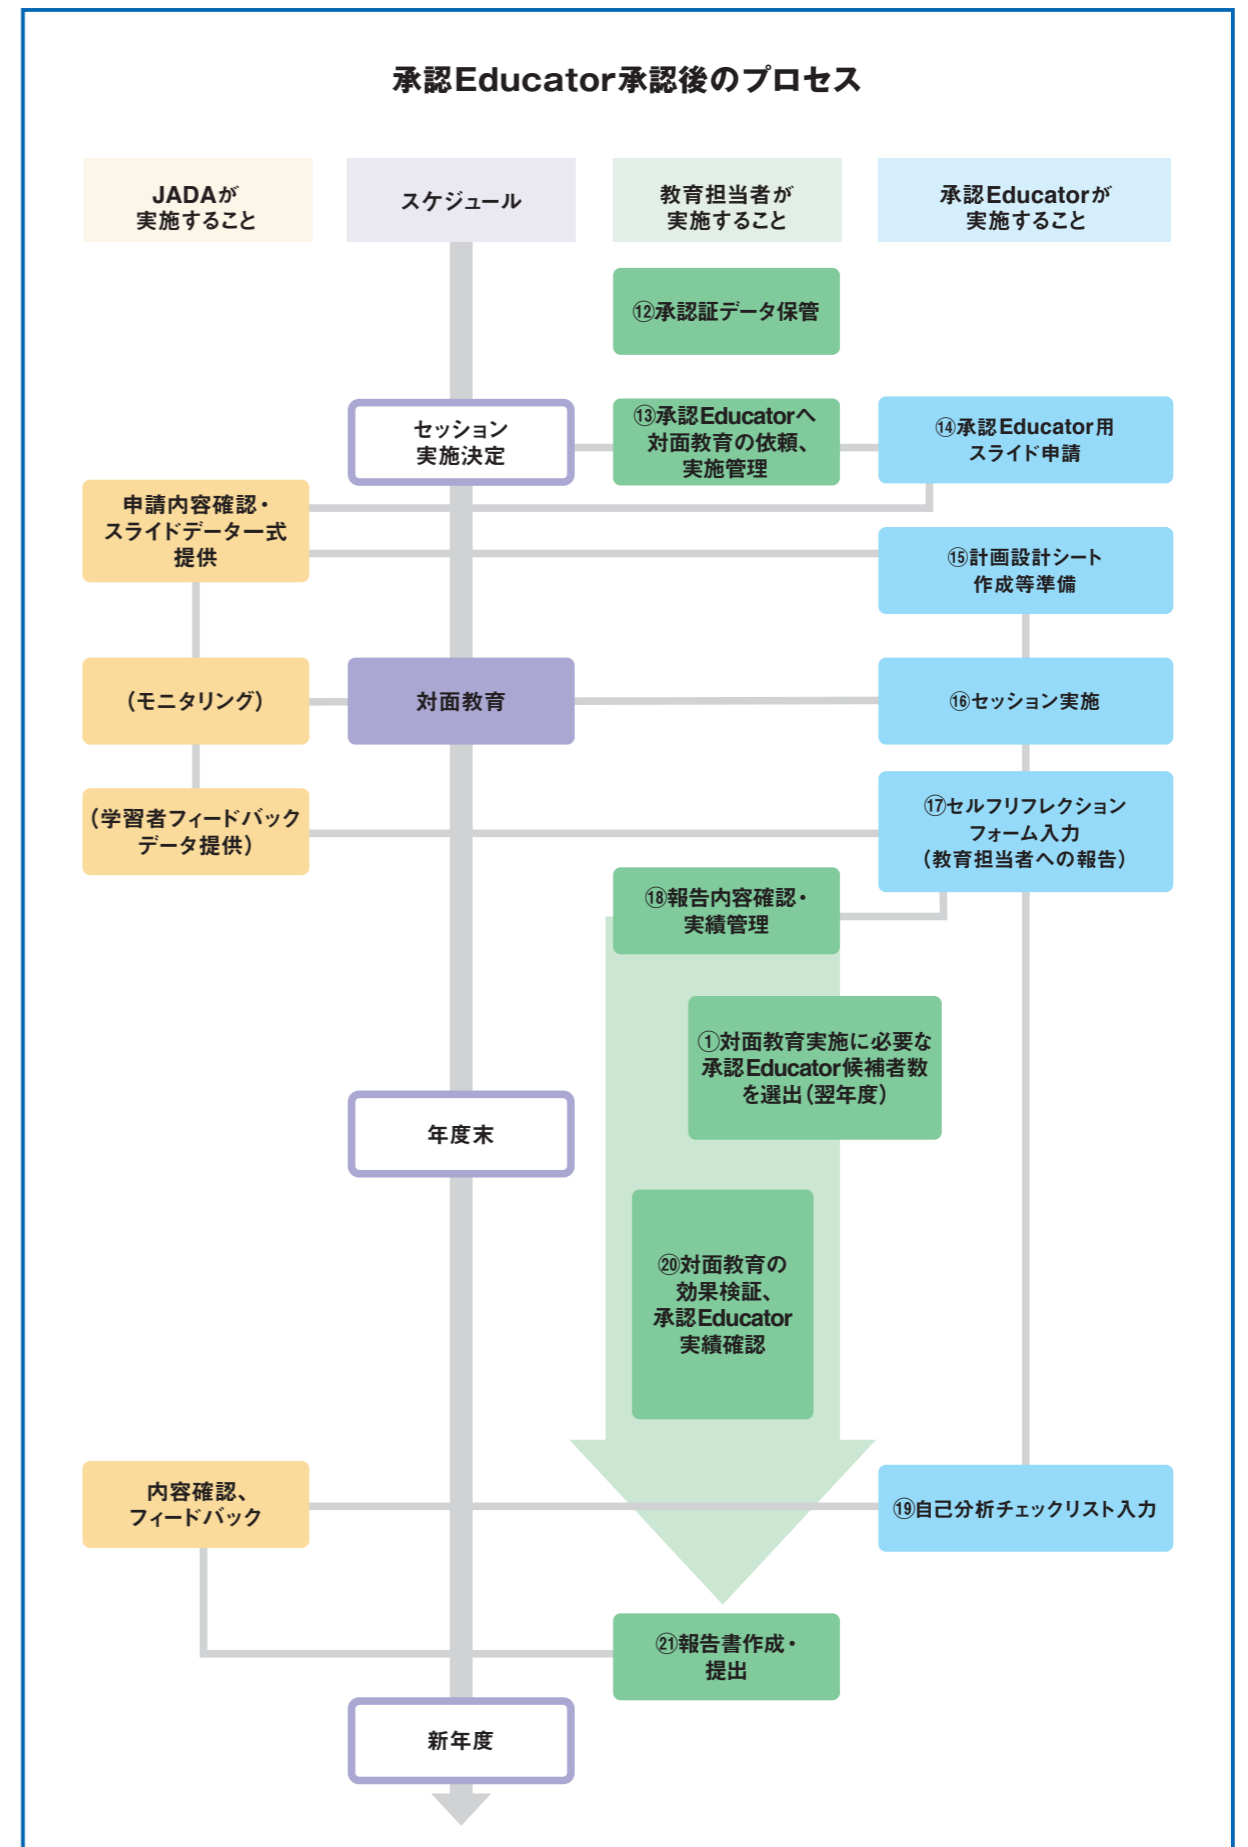 承認Educator承認後のプロセス
JADAが
実施すること
スケジュール
教育担当者が
実施すること
承認Educatorが
実施すること
⑫承認証データ保管
セッション
実施決定
⑬承認Educatorへ
対面教育の依頼、
実施管理
⑭承認Educator用
スライド申請
申請内容確認・
スライドデータ一式
提供
⑮計画設計シート
作成等準備
(モニタリング)
対面教育
⑯セッション実施
(学習者フィードバック
データ提供)
⑰セルフリフレクション
フォーム入力
(教育担当者への報告)
⑱報告内容確認・
実績管理
①対面教育実施に必要な
承認Educator候補者数
を選出(翌年度)
年度末
⑳対面教育の
効果検証、
承認Educator
実績確認
内容確認、
フィードバック
⑲自己分析チェックリスト入力
㉑報告書作成・
提出
新年度